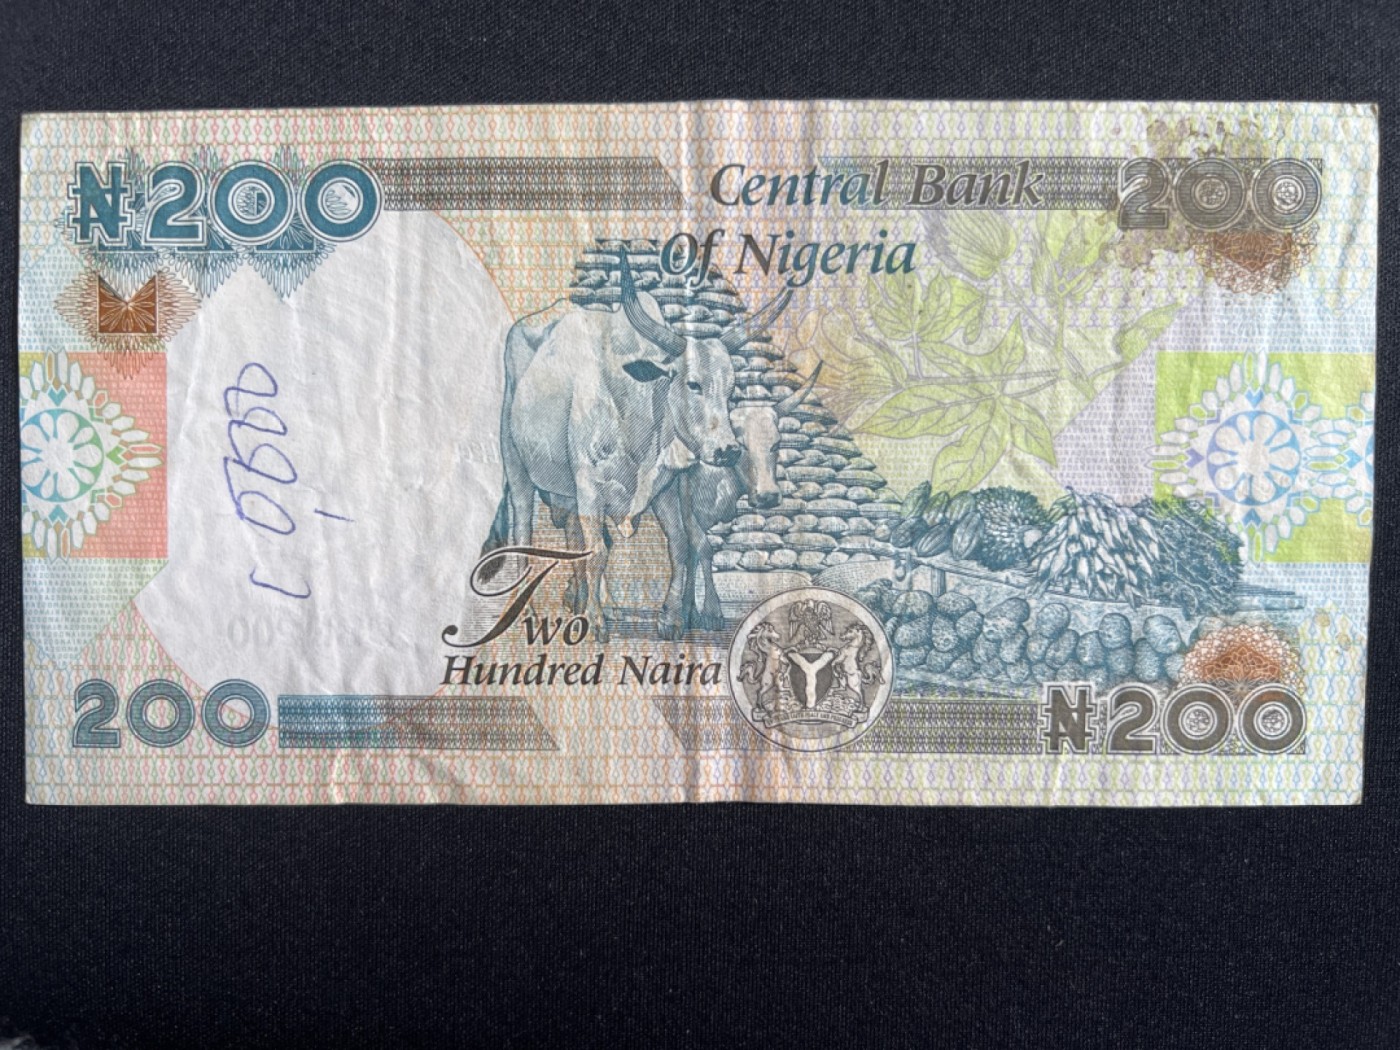 ₦200
Central Bank
Of Nigeria
200
Two
Hundred Naira
200
₦200